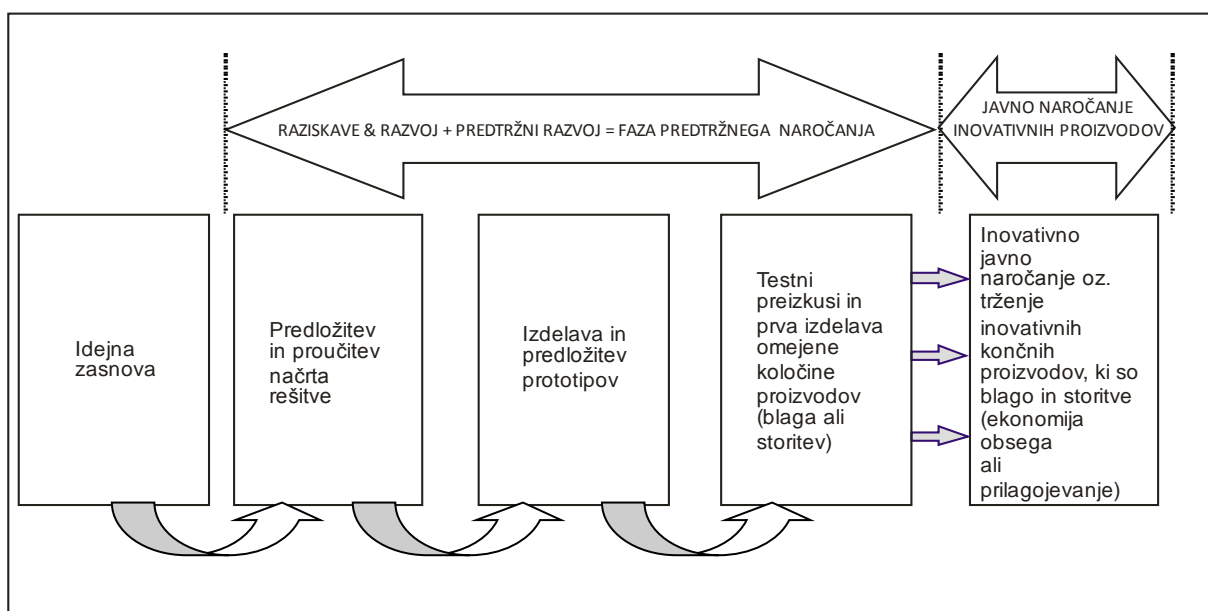 RAZISKAVE & RAZVOJ + PREDTRŽNI RAZVOJ = FAZA PREDTRŽNEGA NAROČANJA
JAVNO NAROČANJE
INOVATIVNIH PROIZVODOV
Idejna
zasnova
Predložitev
in proučitev
načrta
rešitve
Izdelava in
predložitev
prototipov
Testni
preizkusi in
prva izdelava
omejene
koločine
proizvodov
(blaga ali
storitev)
Inovativno
javno
naročanje oz.
trženje
inovativnih
končnih
proizvodov, ki so
blago in storitve
(ekonomija
obsega
ali
prilagojevanje)